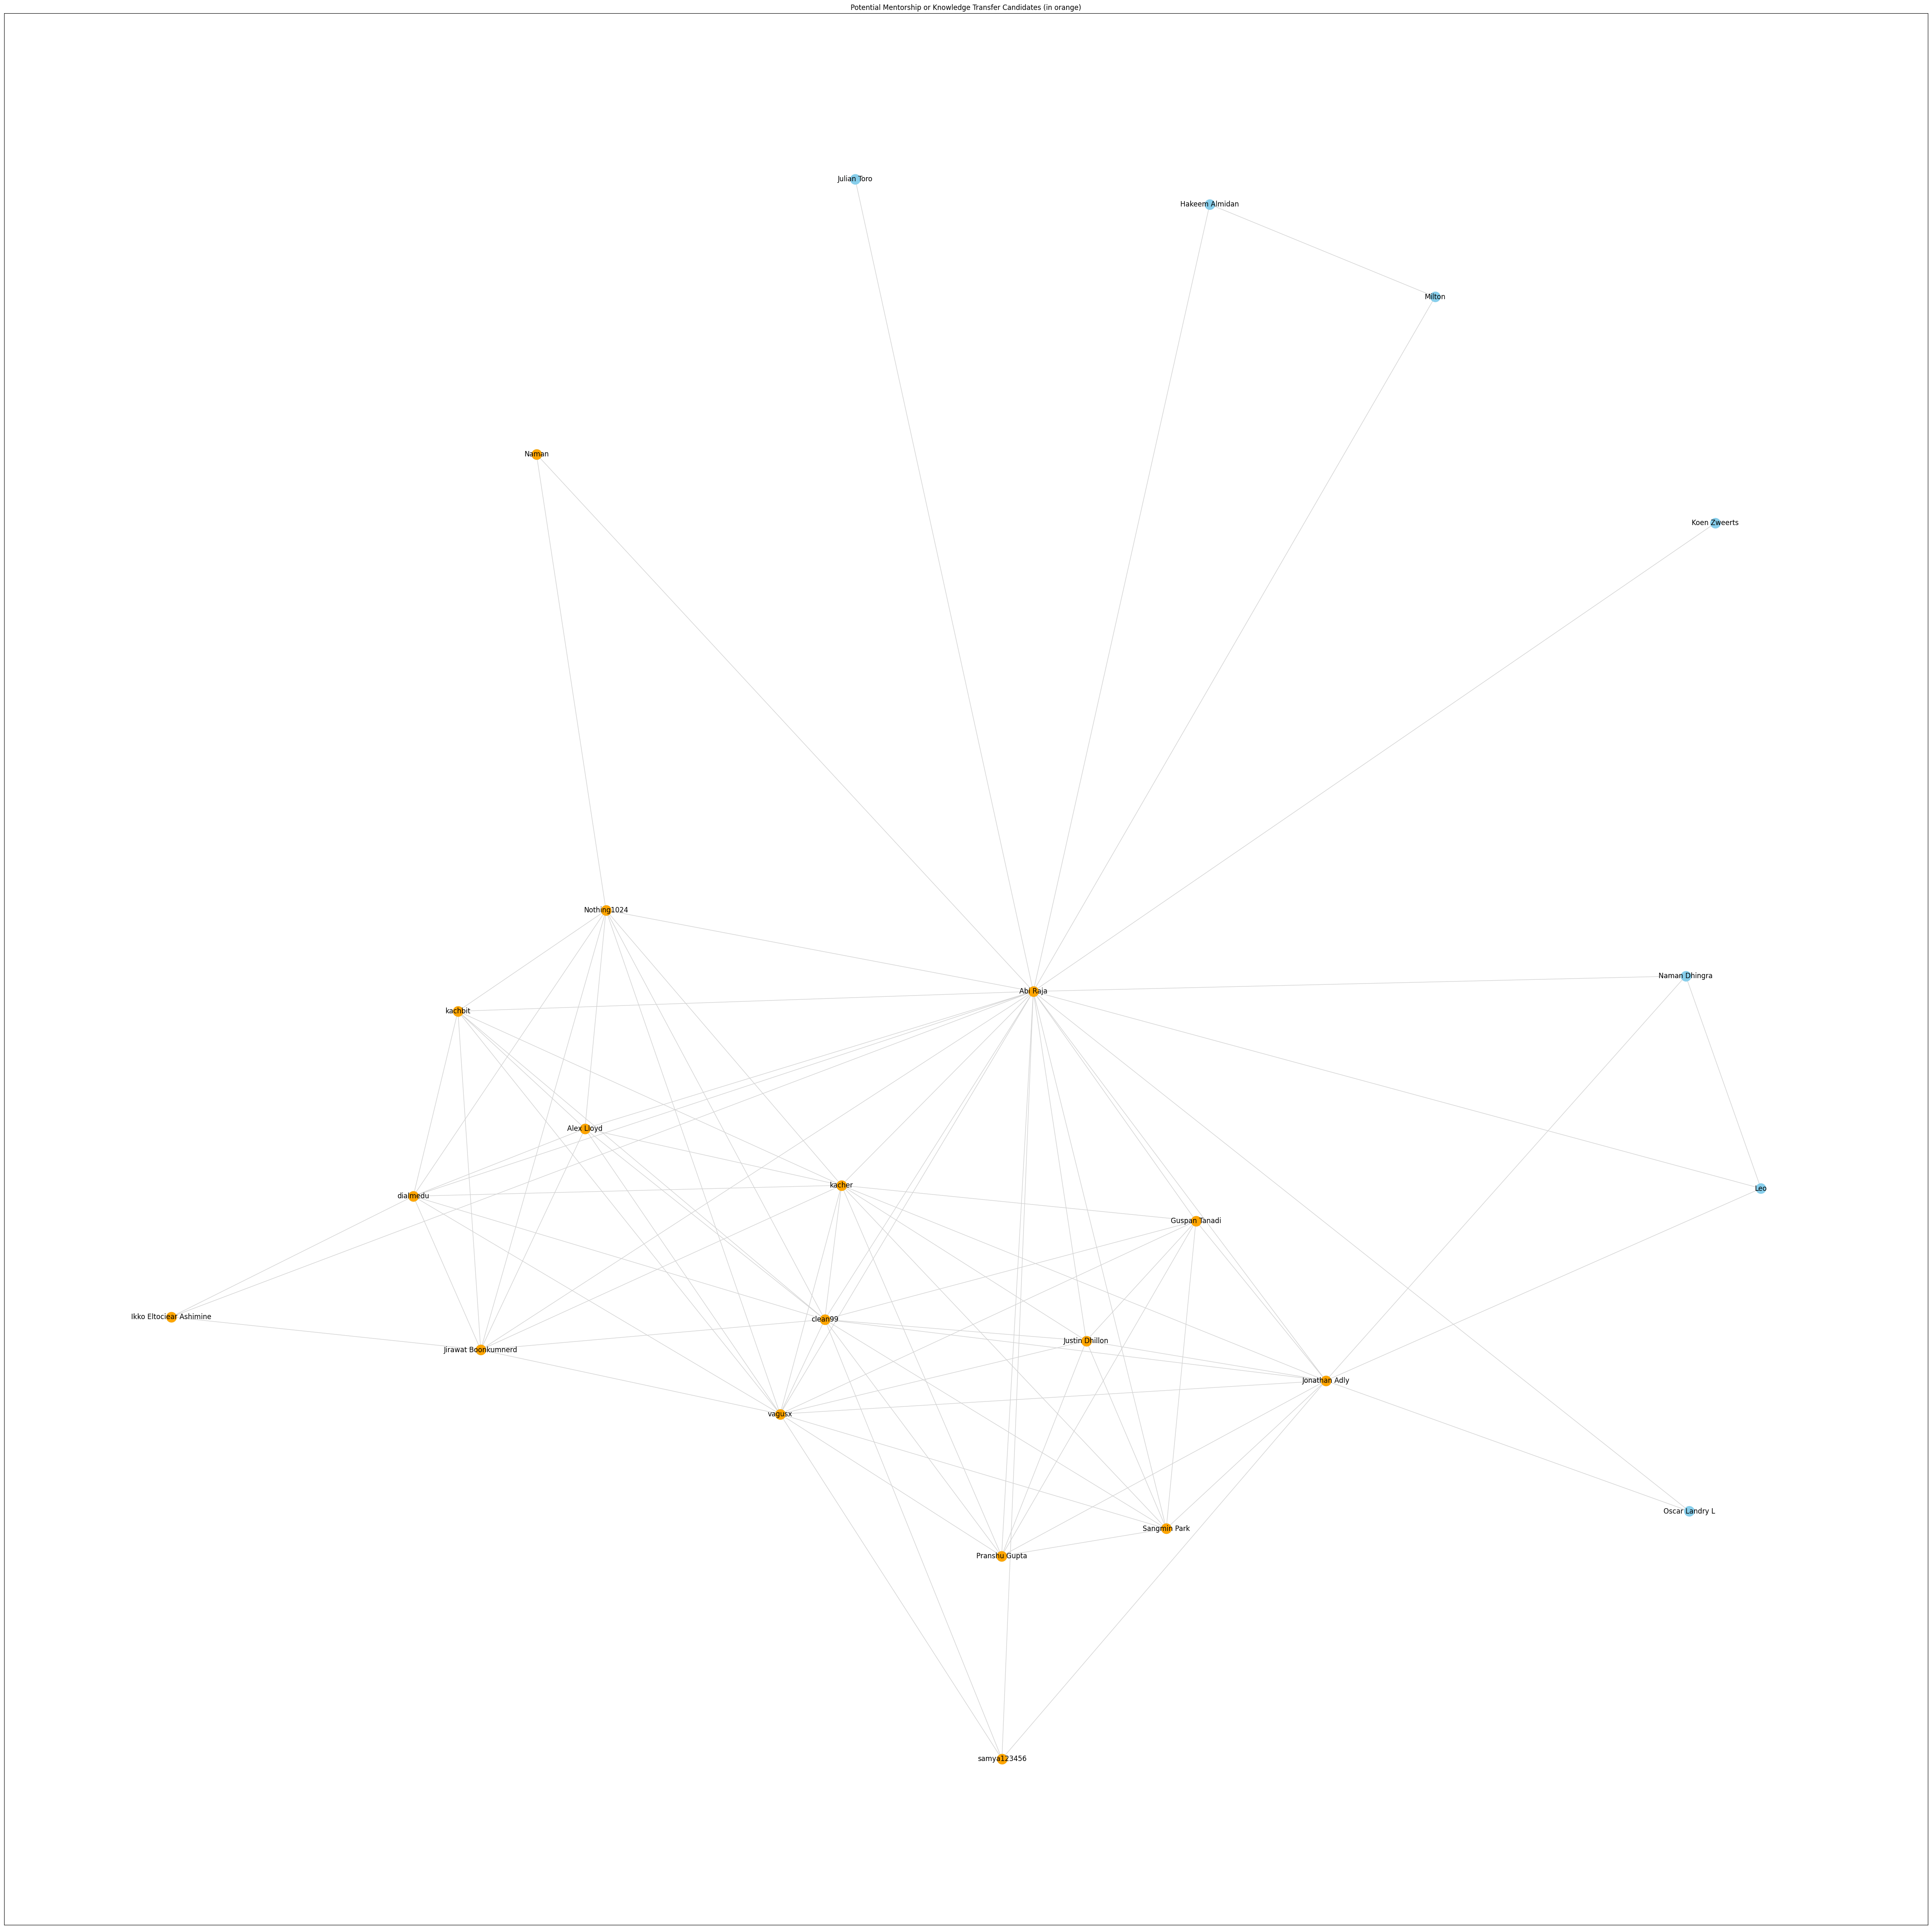 Potential Mentorship or Knowledge Transfer Candidates (in orange)
Julian Toro
Hakeem Almidan
Milton
Naman
Koen Zweerts
Nothing1024
Naman Dhingra
Abi Raja
kachbit
Alex Lloyd
kacher
Leo
dialmedu
Guspan Tanadi
Ikko Eltociear Ashimine
clean99
Justin Dhillon
Jirawat Boonkumnerd
Jonathan Adly
vagusx
Oscar Landry L
Sangmin Park
Pranshu Gupta
samya123456